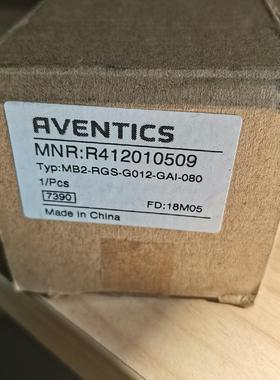 AVENTICS
MNR:R412010509
Typ:MB2-RGS-G012-GAI-080
1/Pcs
7390 FD:18M05
Made in China